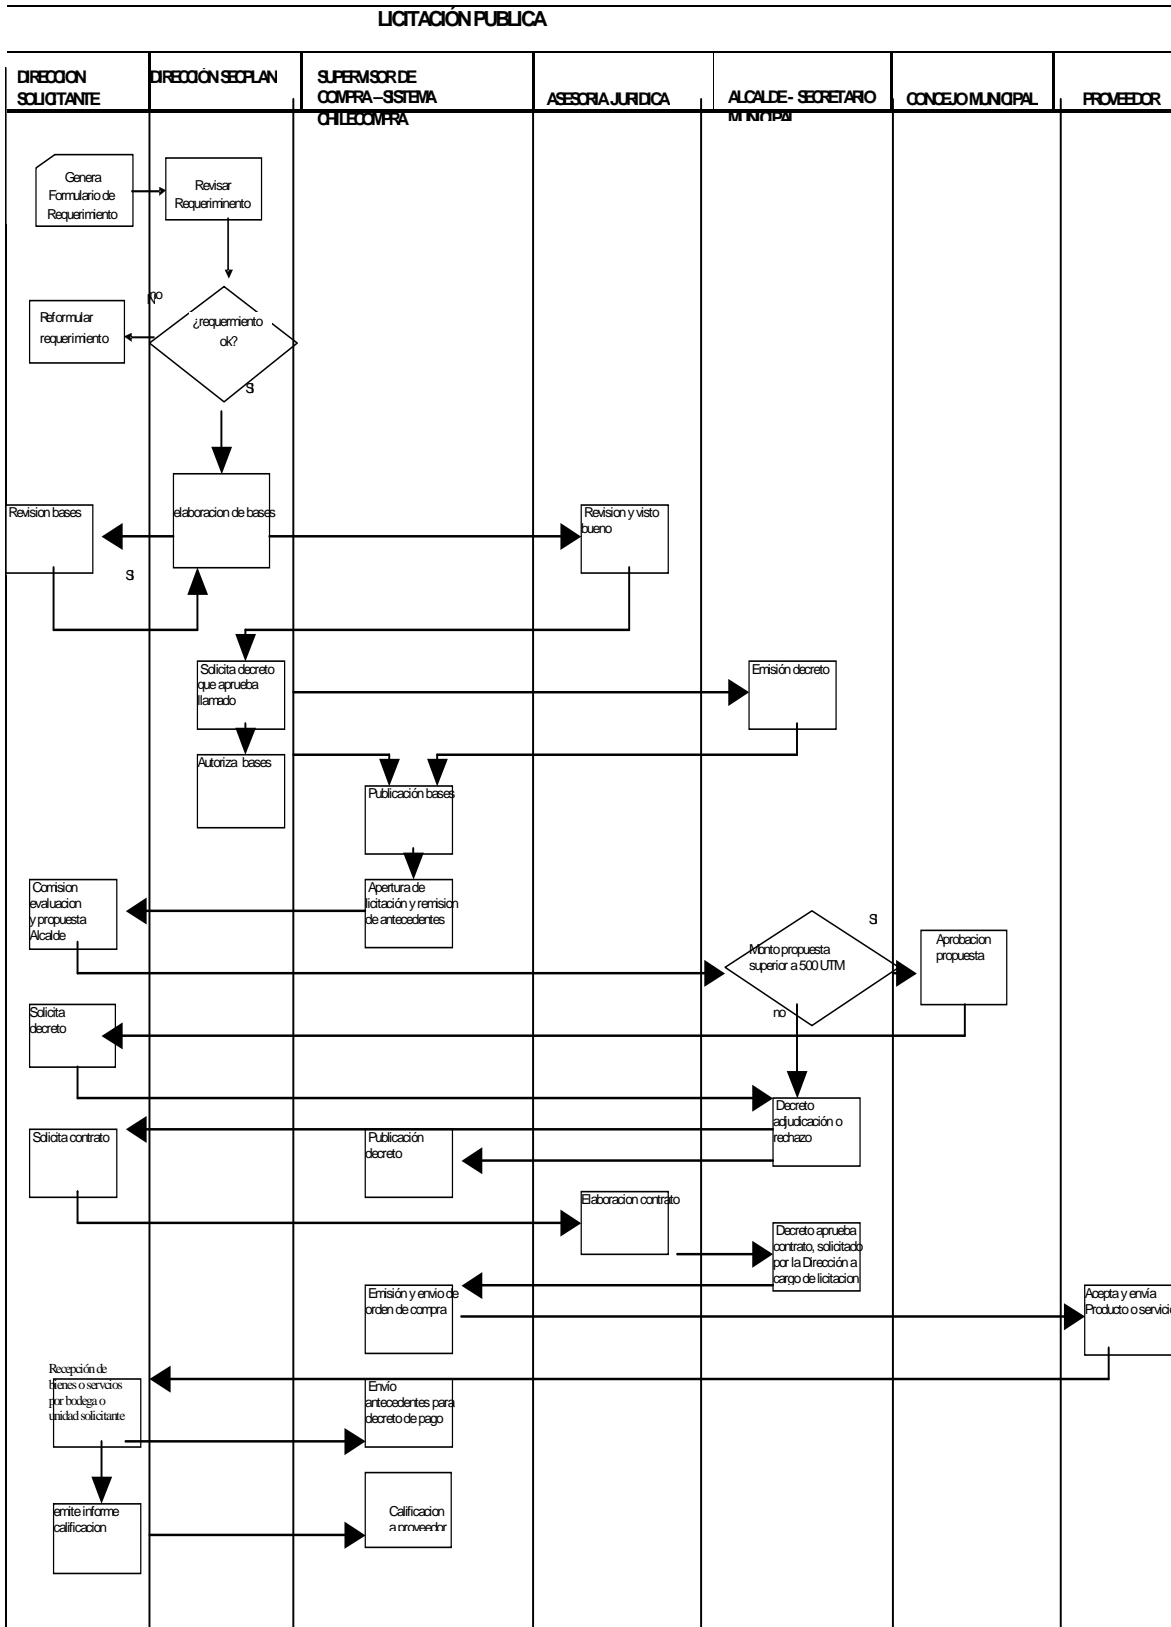 LICITACIÓN PUBLICA
DIRECCION
SOLICITANTE
DIRECCIÓN SECPLAN
SUPERVISOR DE
COMPRA – SISTEMA
CHILECOMPRA
ASESORIA JURIDICA
ALCALDE - SECRETARIO
MUNICIPAL
CONCEJO MUNICIPAL
PROVEEDOR
Genera
Formulario de
Requerimiento
Revisar
Requeriminento
no
Reformular
requerimiento
¿requermiento
ok?
Si
Revision bases
elaboracion de bases
Revision y visto
bueno
Si
Solicita decreto
que aprueba
llamado
Emisión decreto
Autoriza bases
Publicación bases
Comision
evaluacion
y propuesta
Alcalde
Apertura de
licitación y remision
de antecedentes
Si
Monto propuesta
superior a 500 UTM
no
Aprobacion
propuesta
Solicita
decreto
Decreto
adjudicación o
rechazo
Solicita contrato
Publicación
decreto
Elaboracion contrato
Decreto aprueba
contrato, solicitado
por la Dirección a
cargo de licitacion
Emisión y envio de
orden de compra
Acepta y envía
Producto o servicio
Recepción de
bienes o servcios
por bodega o
unidad solicitante
Envío
antecedentes para
decreto de pago
emite informe
calificacion
Calificacion
a proveedor